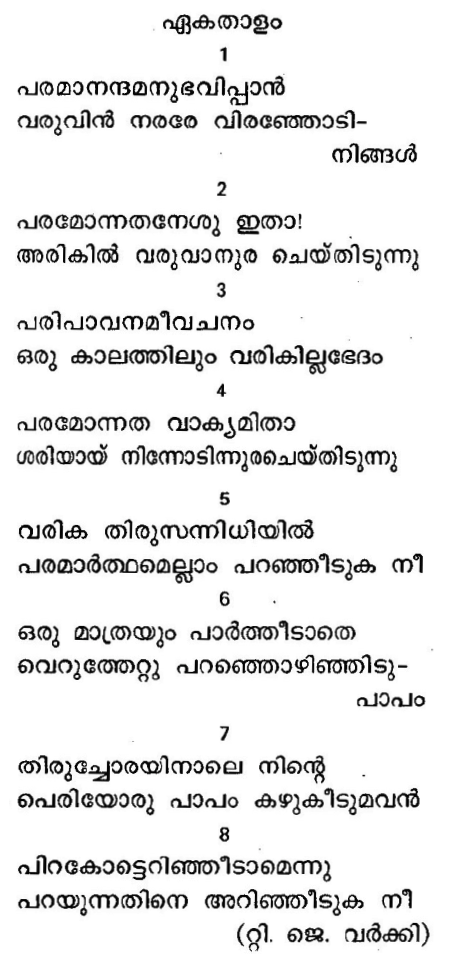 ഏകതാളം
1
പരമാനന്ദമനുഭവിപ്പാൻ
വരുവിൻ നരരേ വിരഞ്ഞോടി–
നിങ്ങൾ
2
പരമോന്നതനേശു ഇതാ!
അരികിൽ വരുവാനുര ചെയ്തിടുന്നു
3
പരിപാവനമീവചനം
ഒരു കാലത്തിലും വരികില്ലഭേദം
4
പരമോന്നത വാക്യമിതാ
ശരിയായ് നിന്നോടിന്നുരചെയ്തിടുന്നു
5
വരിക തിരുസന്നിധിയിൽ
പരമാർത്ഥമെല്ലാം പറഞ്ഞീടുക നീ
6
ഒരു മാത്രയും പാർത്തീടാതെ
വെറുത്തേറ്റു പറഞ്ഞൊഴിഞ്ഞിടു–
പാപം
7
തിരുച്ചോരയിനാലെ നിന്റെ
പെരിയോരു പാപം കഴുകീടുമവൻ
8
പിറകോട്ടെറിഞ്ഞീടാമെന്നു
പറയുന്നതിനെ അറിഞ്ഞീടുക നീ
(റ്റി. ജെ. വർക്കി)